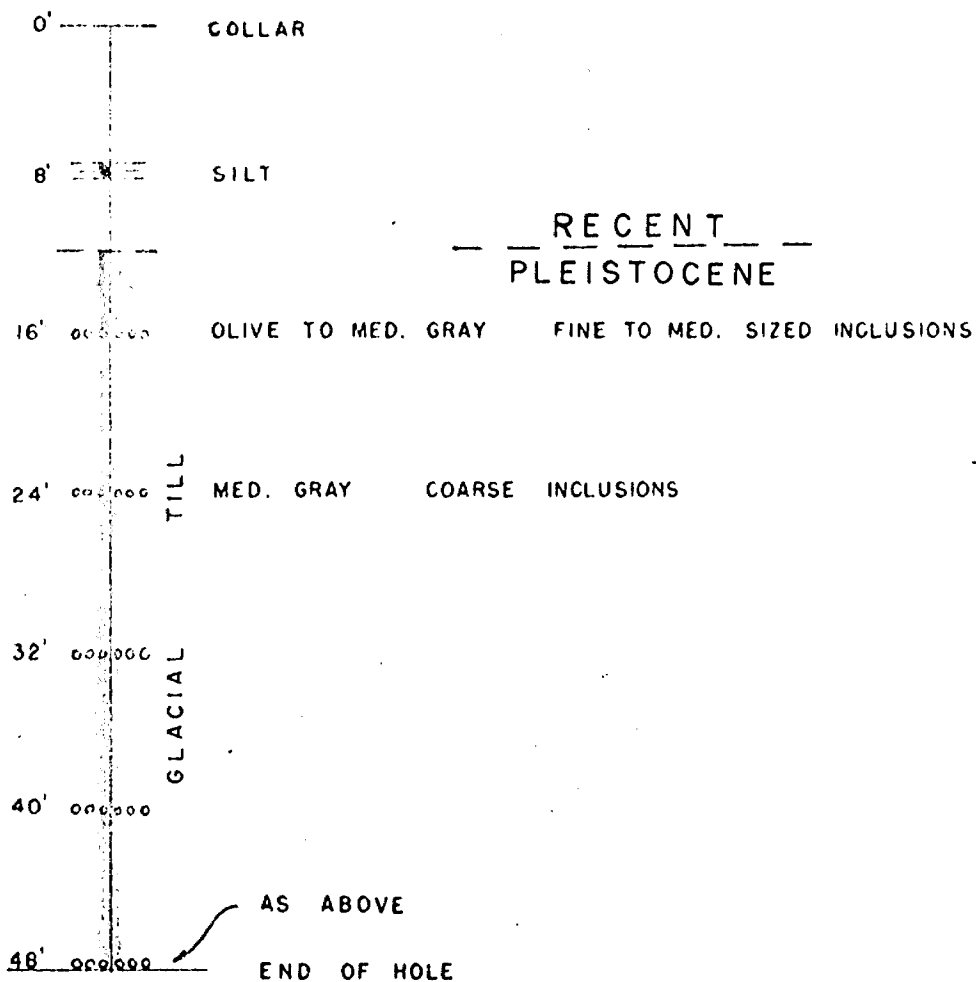 0' COLLAR
8' SILT
RECENT
PLEISTOCENE
16' OLIVE TO MED. GRAY FINE TO MED. SIZED INCLUSIONS
24' MED. GRAY COARSE INCLUSIONS
32'
GLACIAL TILL
40'
AS ABOVE
48'
END OF HOLE